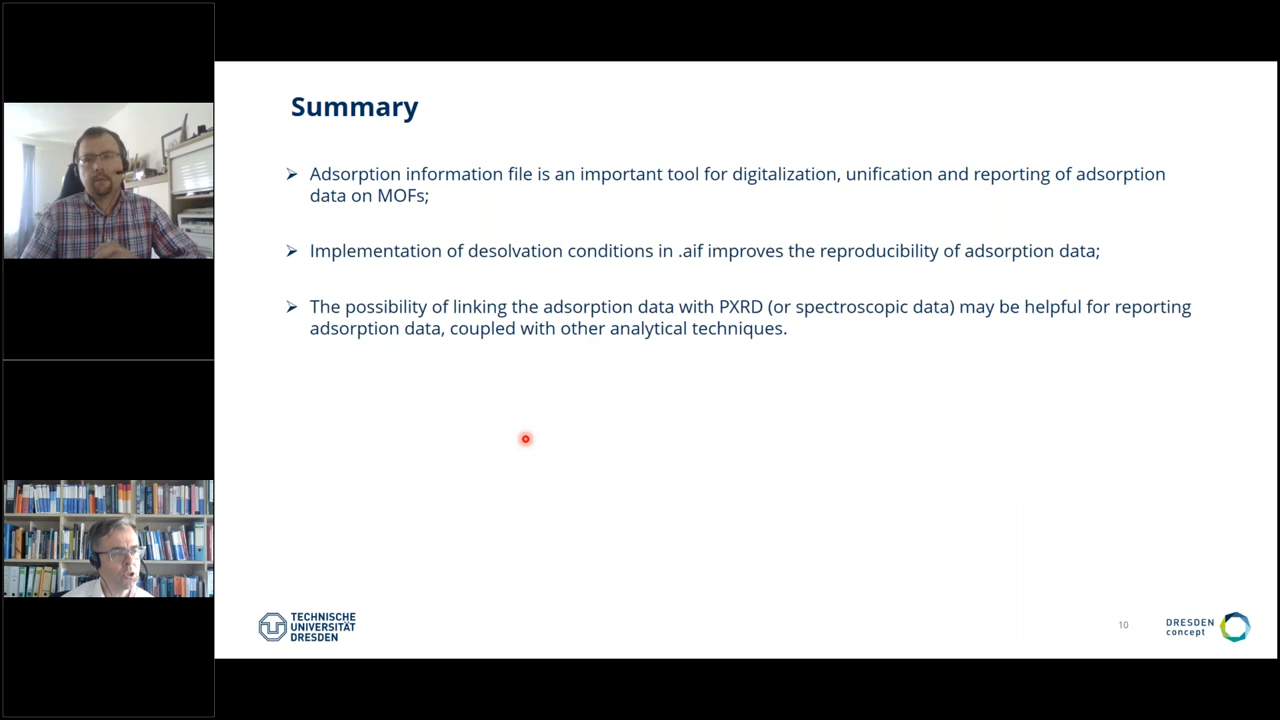 Summary
➢ Adsorption information file is an important tool for digitalization, unification and reporting of adsorption
data on MOFs;
➢ Implementation of desolvation conditions in .aif improves the reproducibility of adsorption data;
➢ The possibility of linking the adsorption data with PXRD (or spectroscopic data) may be helpful for reporting
adsorption data, coupled with other analytical techniques.
TECHNISCHE
UNIVERSITÄT
DRESDEN
10
DRESDEN
concept